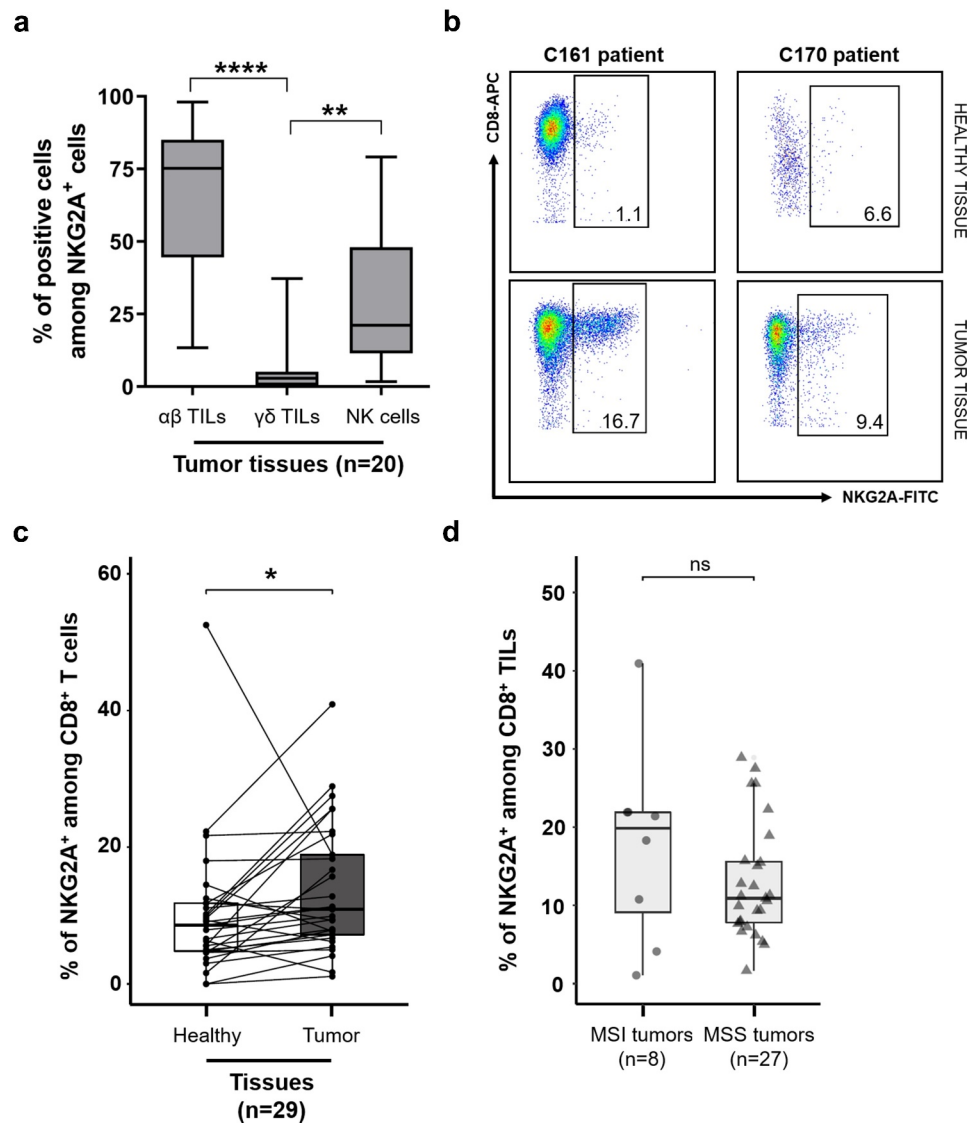 a
****
**
100
75
50
25
0
% of positive cells
among NKG2A⁺ cells
αβ TILs
γδ TILs
NK cells
Tumor tissues (n=20)
b
C161 patient
C170 patient
CD8-APC
1.1
6.6
HEALTHY TISSUE
16.7
9.4
TUMOR TISSUE
NKG2A-FITC
c
*
60
40
20
0
% of NKG2A⁺ among CD8⁺ T cells
Healthy
Tumor
Tissues
(n=29)
d
ns
50
40
30
20
10
0
% of NKG2A⁺ among CD8⁺ TILs
MSI tumors
(n=8)
MSS tumors
(n=27)